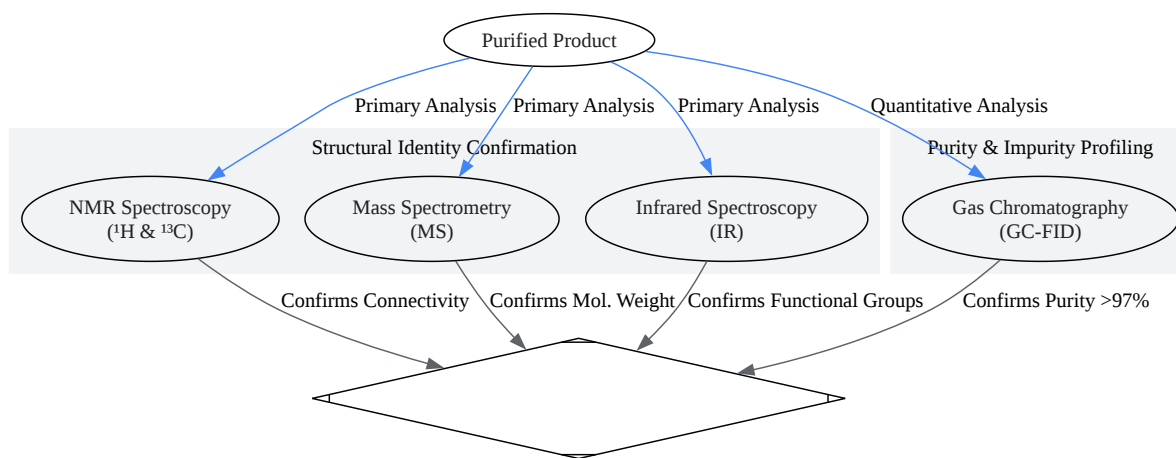 Purified Product
Primary Analysis
Primary Analysis
Primary Analysis
Quantitative Analysis
Structural Identity Confirmation
Purity & Impurity Profiling
NMR Spectroscopy
(¹H & ¹³C)
Mass Spectrometry
(MS)
Infrared Spectroscopy
(IR)
Gas Chromatography
(GC-FID)
Confirms Connectivity
Confirms Mol. Weight
Confirms Functional Groups
Confirms Purity >97%